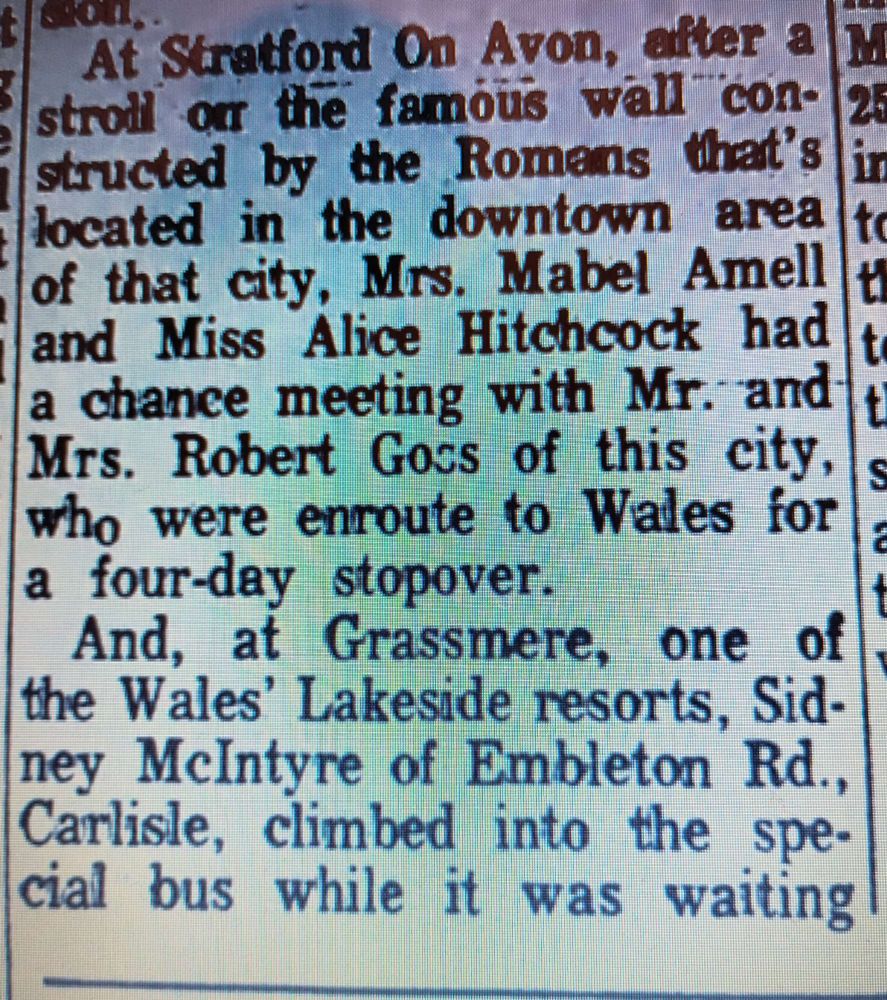 sion.
At Stratford On Avon, after a
stroll on the famous wall con-
structed by the Romans that's
located in the downtown area
of that city, Mrs. Mabel Amell
and Miss Alice Hitchcock had
a chance meeting with Mr. and
Mrs. Robert Goss of this city,
who were enroute to Wales for
a four-day stopover.
And, at Grassmere, one of
the Wales' Lakeside resorts, Sid-
ney McIntyre of Embleton Rd.,
Carlisle, climbed into the spe-
cial bus while it was waiting